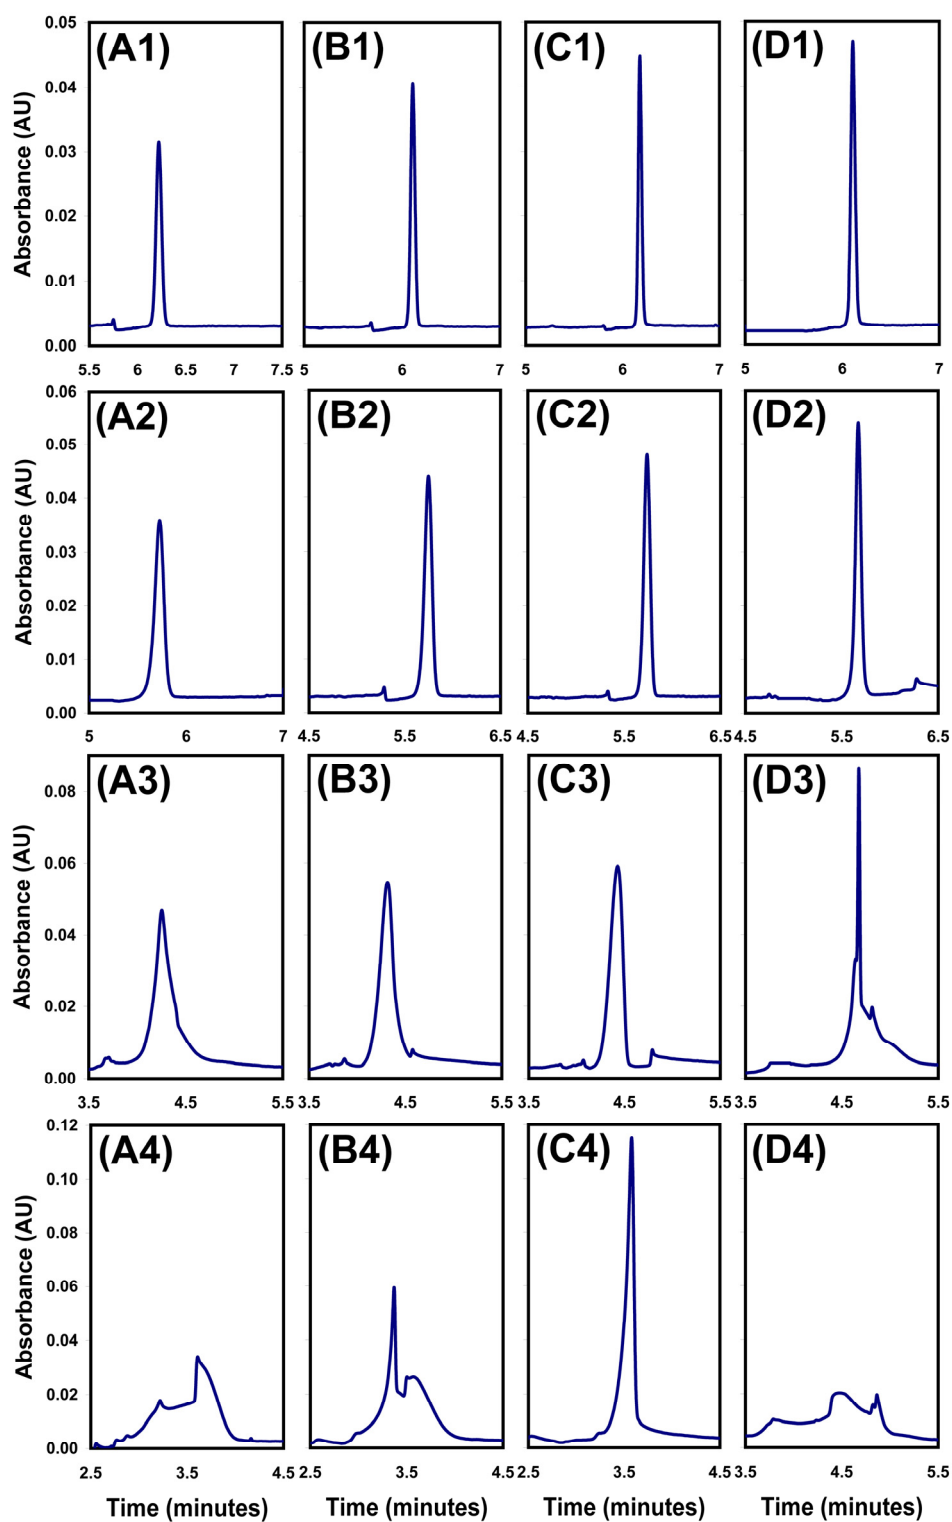 0.05
(A1) (B1) (C1) (D1)
0.04
0.03
0.02
0.01
0.00
Absorbance (AU)
5.5 6 6.5 7 7.5 5 6 7 5 6 7 5 6 7
0.06
(A2) (B2) (C2) (D2)
0.05
0.04
0.03
0.02
0.01
0.00
Absorbance (AU)
5 6 7 4.5 5.5 6.5 4.5 5.5 6.5 4.5 5.5 6.5
(A3) (B3) (C3) (D3)
0.08
0.06
0.04
0.02
0.00
Absorbance (AU)
3.5 4.5 5.5 3.5 4.5 5.5 3.5 4.5 5.5 3.5 4.5 5.5
0.12
(A4) (B4) (C4) (D4)
0.10
0.08
0.06
0.04
0.02
0.00
Absorbance (AU)
2.5 3.5 4.5 2.5 3.5 4.5 2.5 3.5 4.5 3.5 4.5 5.5
Time (minutes) Time (minutes) Time (minutes) Time (minutes)